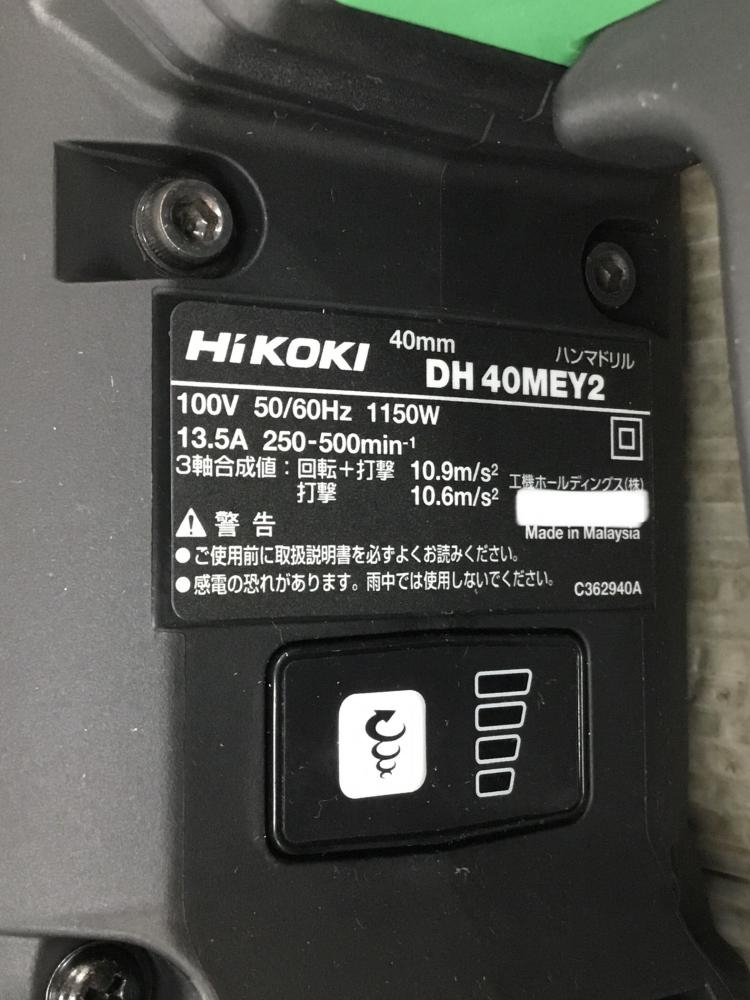 HiKOKI 40mm ハンマドリル
DH 40MEY2
100V 50/60Hz 1150W
13.5A 250-500min-1
3軸合成値：回転＋打撃 10.9m/s2
打撃 10.6m/s2
工機ホールディングス(株)
Made in Malaysia
警告
●ご使用前に取扱説明書を必ずよくお読みください。
●感電の恐れがあります。雨中では使用しないでください。
C362940A